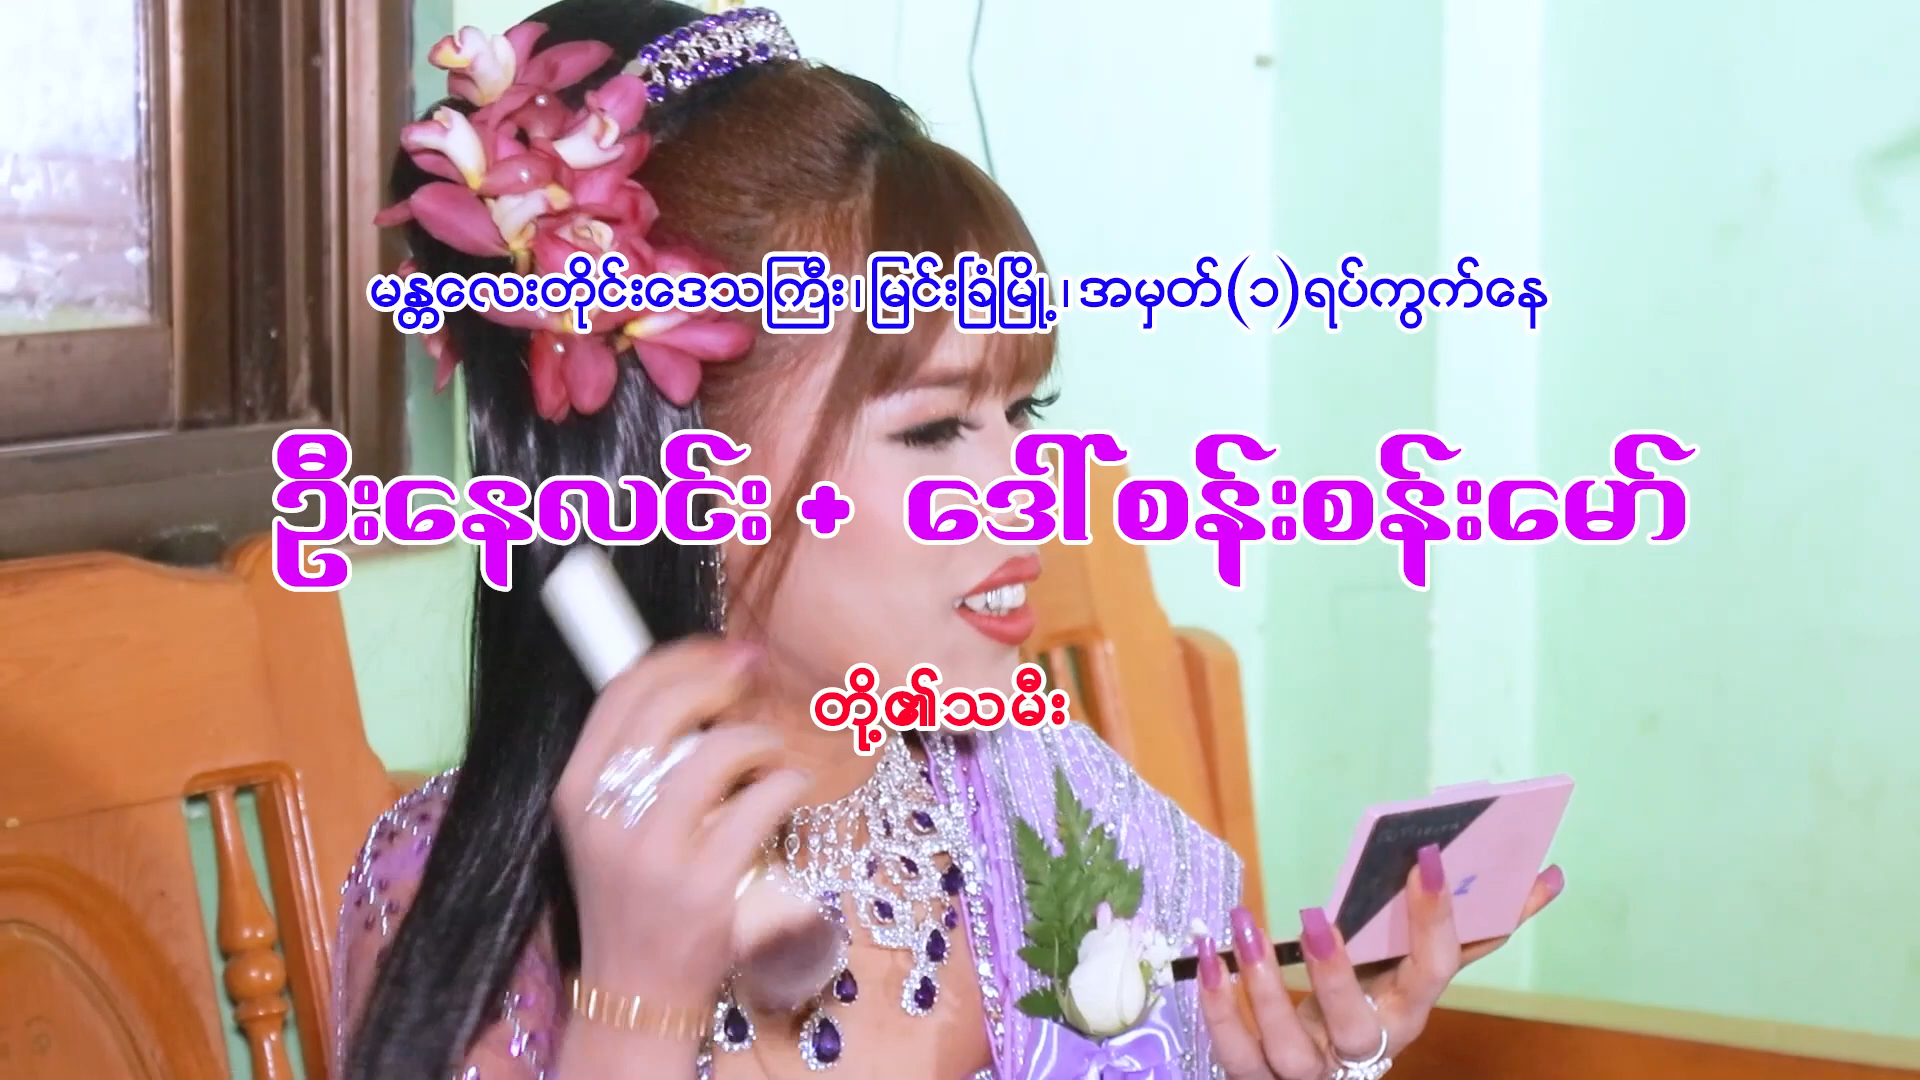 မန္တလေးတိုင်းဒေသကြီး၊မြင်းခြံမြို့၊အမှတ်(၁)ရပ်ကွက်နေ
ဦးနေလင်း + ဒေါ်စန်းစန်းမော်
တို့၏သမီး